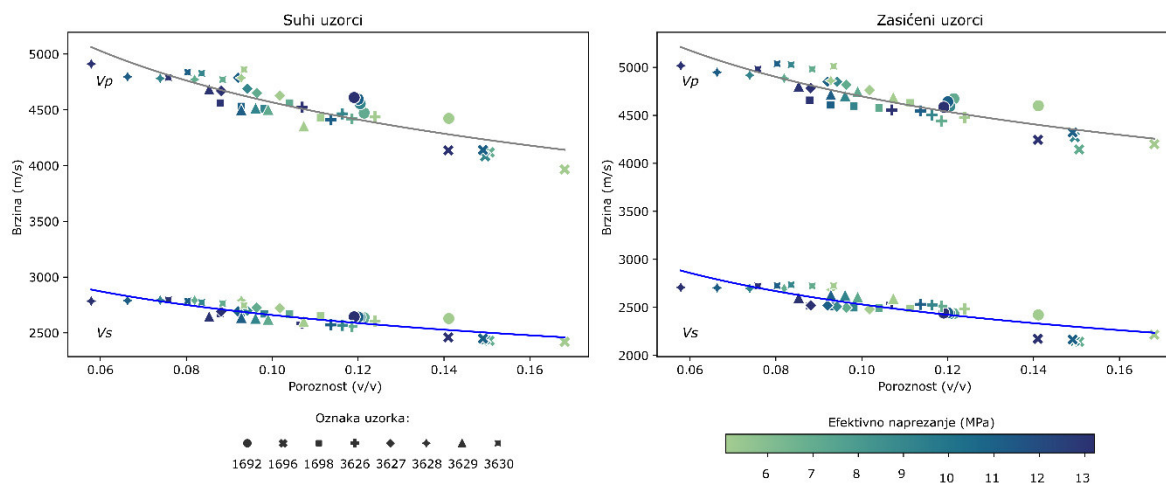 Suhi uzorci
5000
4500
4000
3500
3000
2500
Brzina (m/s)
Vp
Vs
0.06 0.08 0.10 0.12 0.14 0.16
Poroznost (v/v)
Zasićeni uzorci
5000
4500
4000
3500
3000
2500
2000
Brzina (m/s)
Vp
Vs
0.06 0.08 0.10 0.12 0.14 0.16
Poroznost (v/v)
Oznaka uzorka:
1692 1696 1698 3626 3627 3628 3629 3630
Efektivno naprezanje (MPa)
6 7 8 9 10 11 12 13